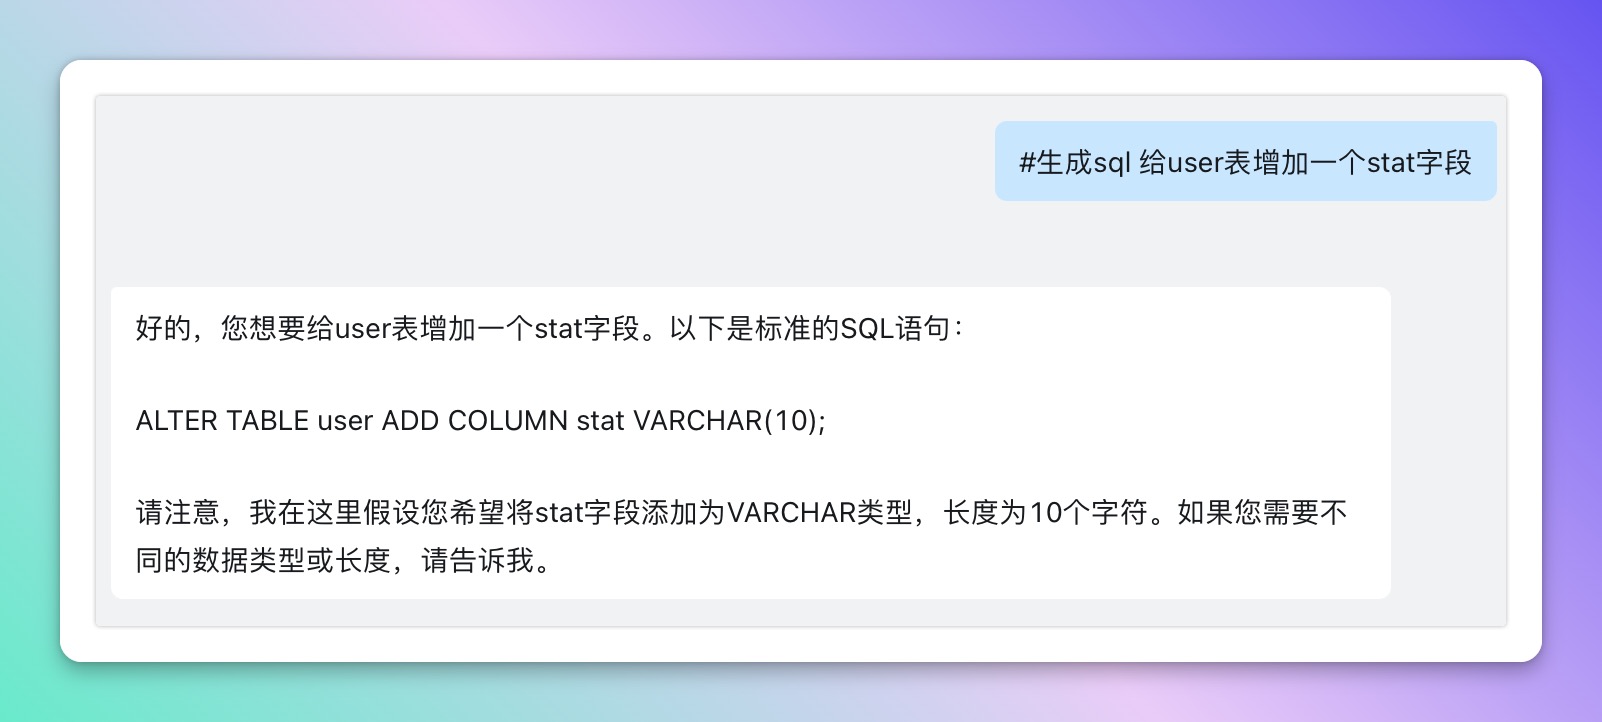 #生成sql 给user表增加一个stat字段
好的，您想要给user表增加一个stat字段。以下是标准的SQL语句：
ALTER TABLE user ADD COLUMN stat VARCHAR(10);
请注意，我在这里假设您希望将stat字段添加为VARCHAR类型，长度为10个字符。如果您需要不
同的数据类型或长度，请告诉我。